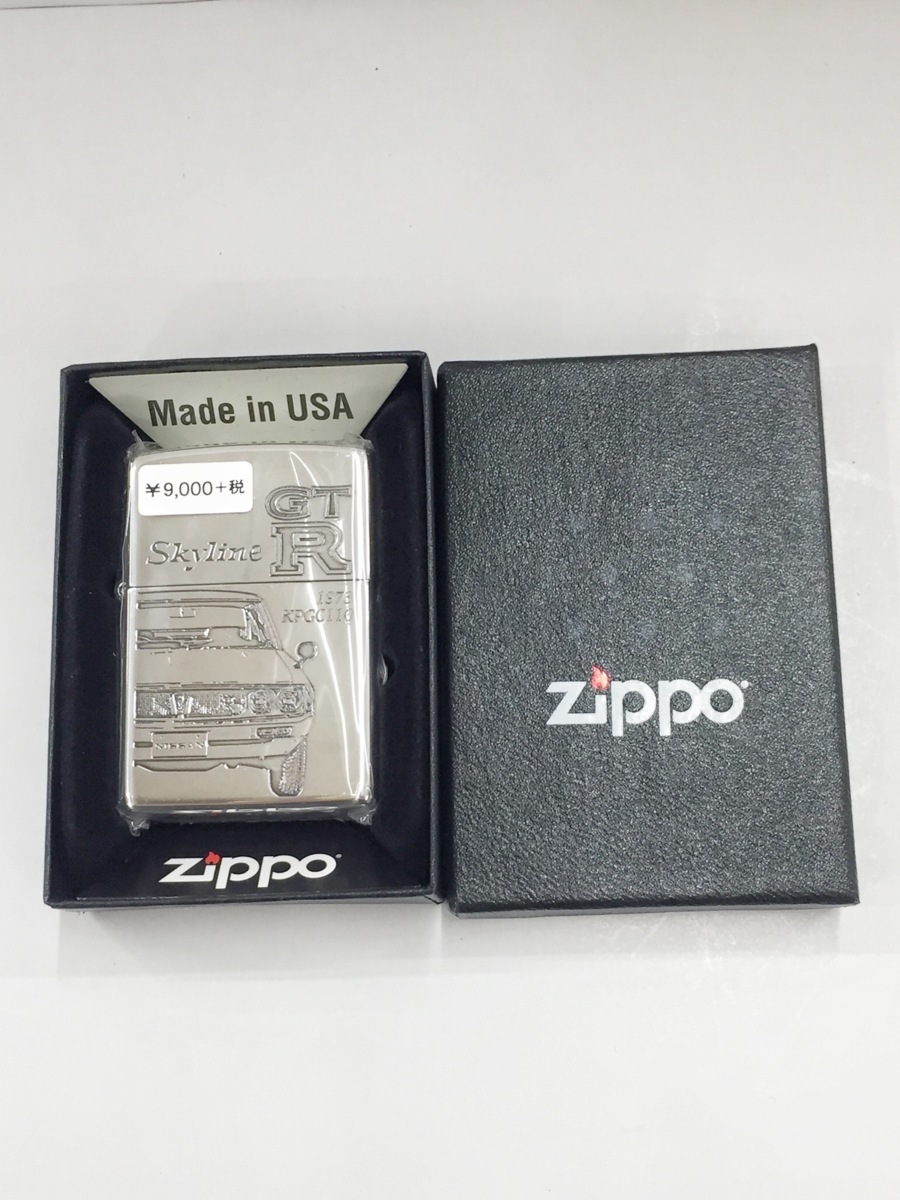 Made in USA
¥9,000+税
GT
R
Skyline
1973
KPGC110
NISSAN
zippo
zippo